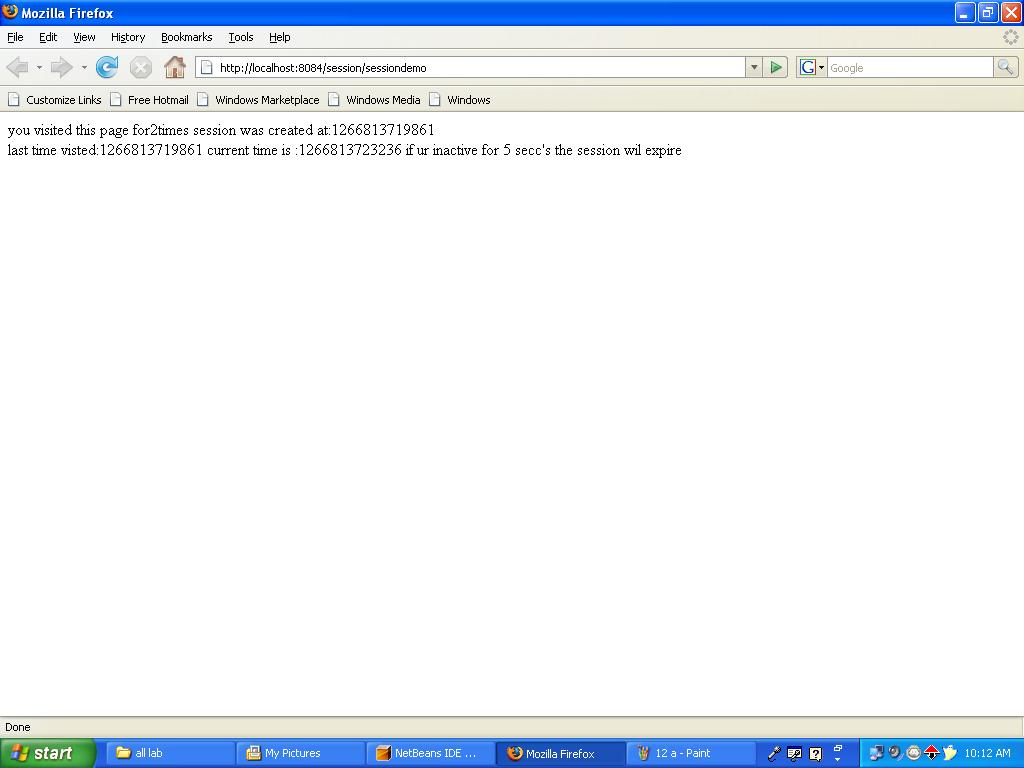 Mozilla Firefox
File Edit View History Bookmarks Tools Help
http://localhost:8084/session/sessiondemo G Google
Customize Links Free Hotmail Windows Marketplace Windows Media Windows
you visited this page for2times session was created at:1266813719861
last time visted:1266813719861 current time is :1266813723236 if ur inactive for 5 secc's the session wil expire
Done
start all lab My Pictures NetBeans IDE ... Mozilla Firefox 12 a - Paint 10:12 AM